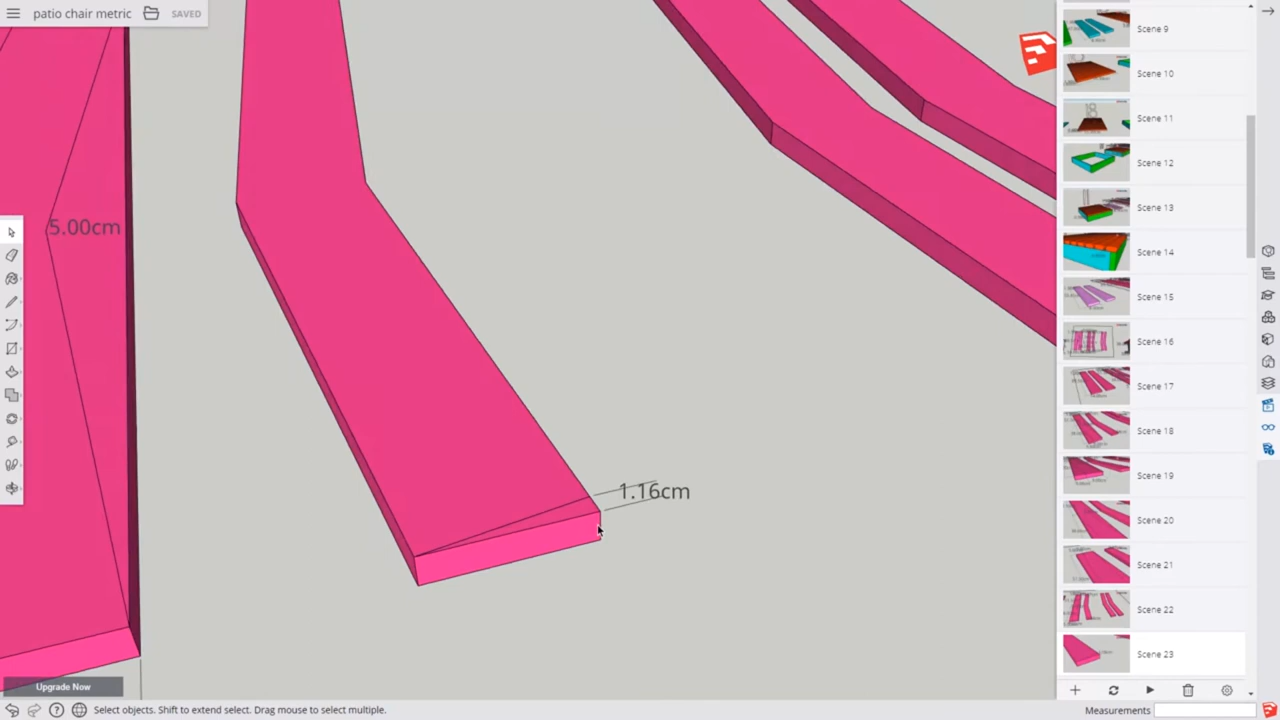 patio chair metric
SAVED
5.00cm
1.16cm
Scene 9
Scene 10
Scene 11
Scene 12
Scene 13
Scene 14
Scene 15
Scene 16
Scene 17
Scene 18
Scene 19
Scene 20
Scene 21
Scene 22
Scene 23
Upgrade Now
Select objects. Shift to extend select. Drag mouse to select multiple.
Measurements